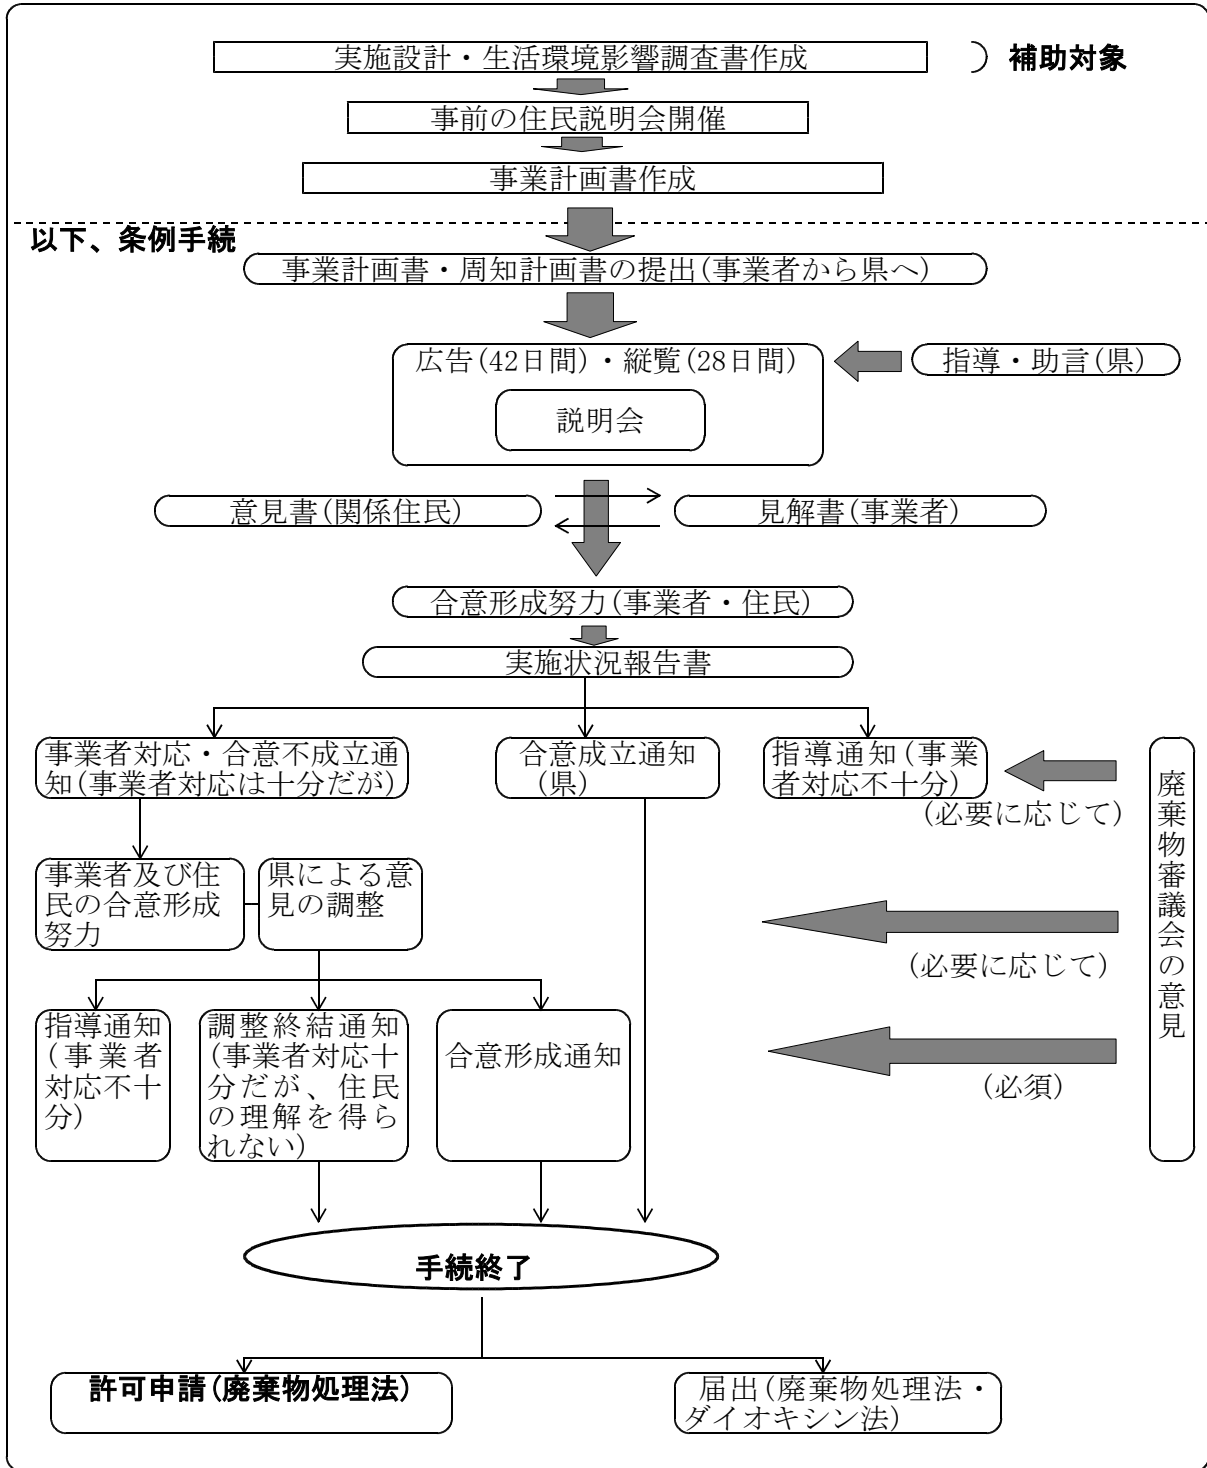 実施設計・生活環境影響調査書作成
補助対象
事前の住民説明会開催
事業計画書作成
以下、条例手続
事業計画書・周知計画書の提出(事業者から県へ)
広告(42日間)・縦覧(28日間)
指導・助言(県)
説明会
意見書(関係住民)
見解書(事業者)
合意形成努力(事業者・住民)
実施状況報告書
事業者対応・合意不成立通
知(事業者対応は十分だが)
合意成立通知
(県)
指導通知(事業
者対応不十分)
(必要に応じて)
廃棄物審議会の意見
事業者及び住
民の合意形成
努力
県による意
見の調整
(必要に応じて)
指導通知
(事業者
対応不十
分)
調整終結通知
(事業者対応十
分だが、住民
の理解を得ら
れない)
合意形成通知
(必須)
手続終了
許可申請(廃棄物処理法)
届出(廃棄物処理法・
ダイオキシン法)